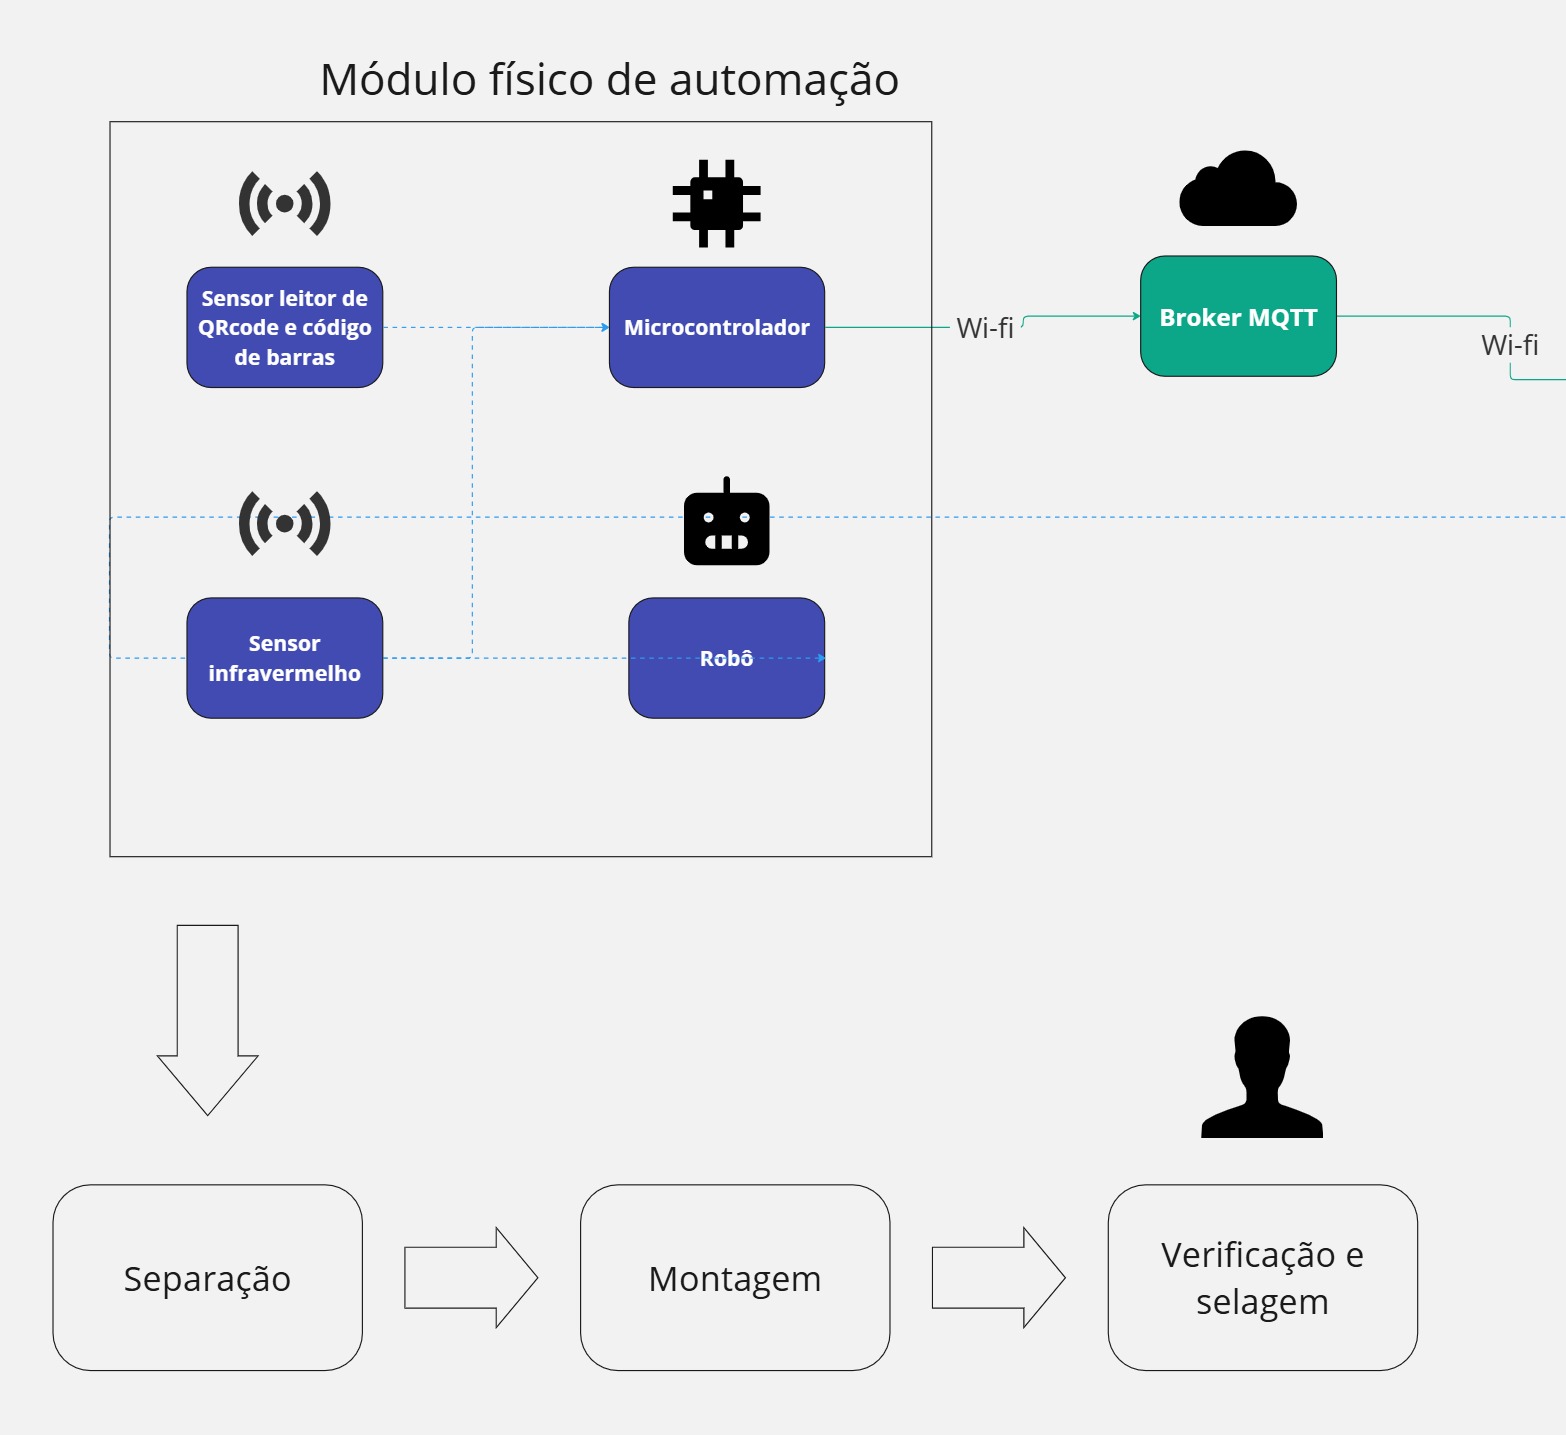 Módulo físico de automação
Sensor leitor de
QRcode e código
de barras
Microcontrolador
Wi-fi
Broker MQTT
Wi-fi
Sensor
infravermelho
Robô
Separação
Montagem
Verificação e
selagem